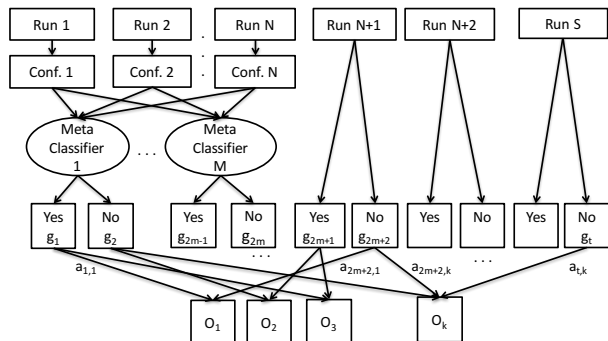 Run 1
Run 2
.
Run N
Run N+1
Run N+2
Run S
Conf. 1
Conf. 2
.
.
Conf. N
Meta
Classifier
1
. . .
Meta
Classifier
M
Yes
g1
No
g2
Yes
g2m-1
No
g2m
. . .
Yes
g2m+1
No
g2m+2
Yes
No
. . .
Yes
No
gt
a1,1
a2m+2,1
a2m+2,k
at,k
O1
O2
O3
Ok